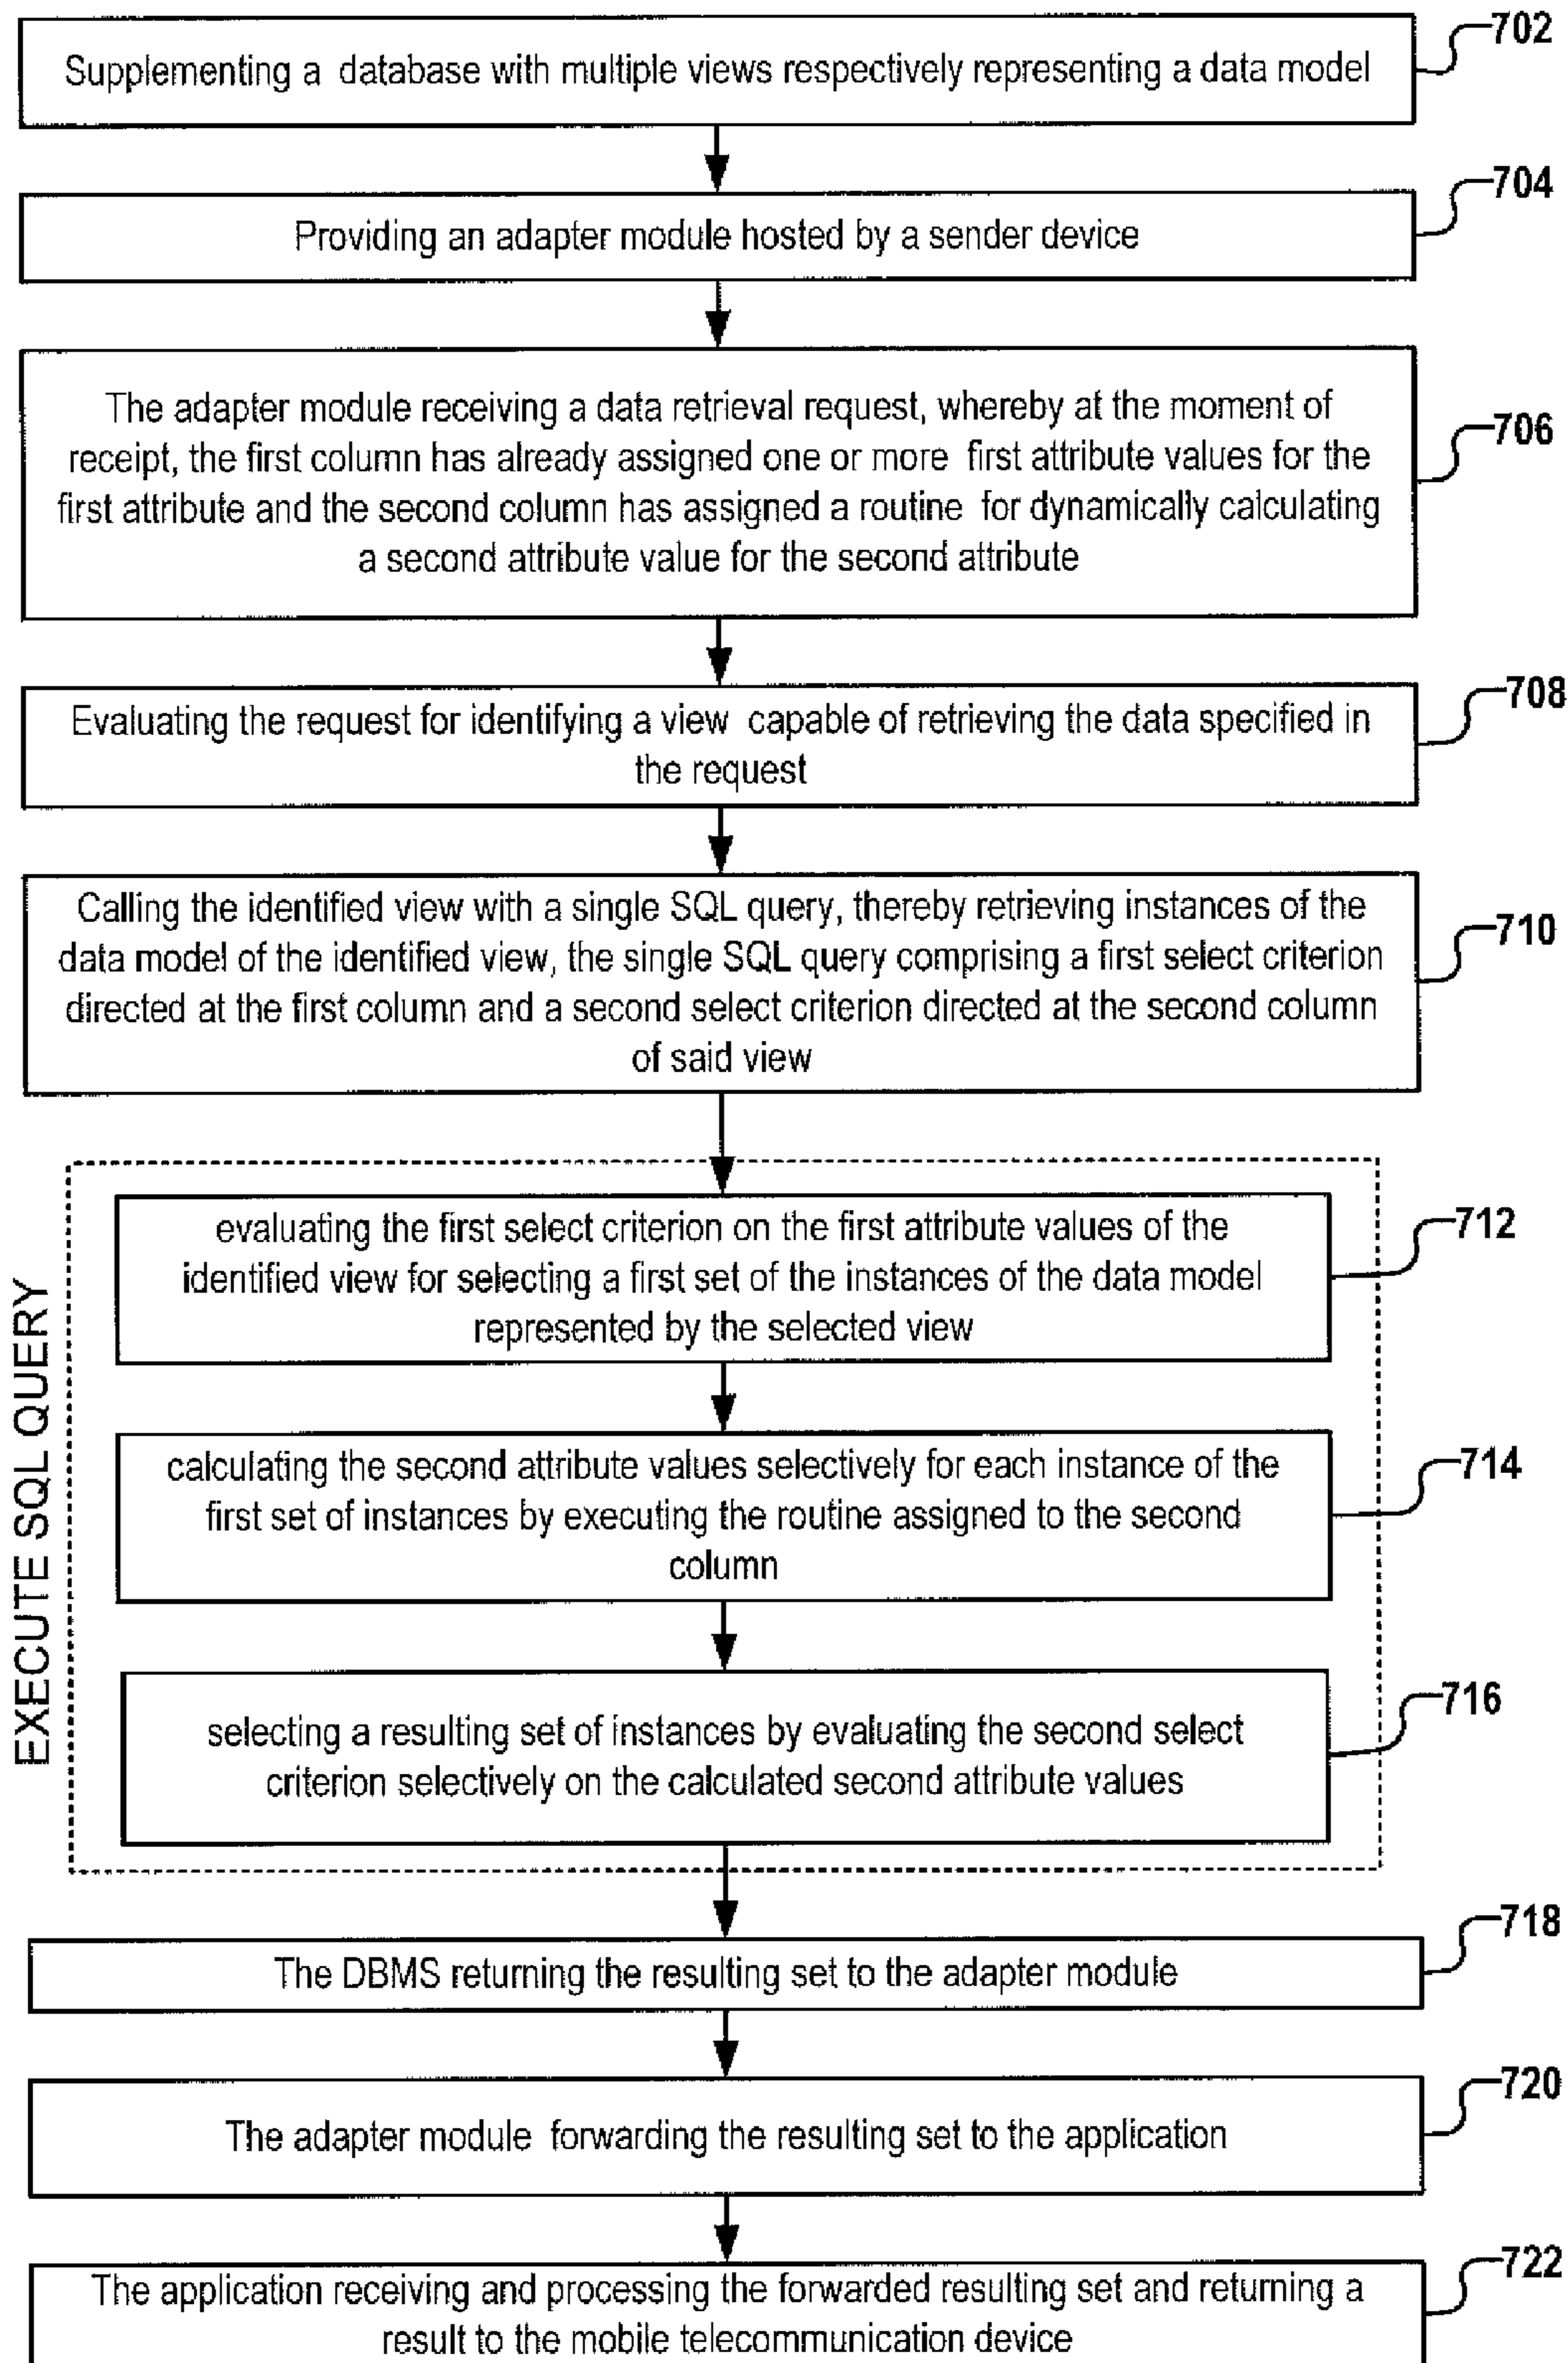 702
Supplementing a database with multiple views respectively representing a data model
704
Providing an adapter module hosted by a sender device
The adapter module receiving a data retrieval request, whereby at the moment of
receipt, the first column has already assigned one or more first attribute values for the
706
first attribute and the second column has assigned a routine for dynamically calculating
a second attribute value for the second attribute
708
Evaluating the request for identifying a view capable of retrieving the data specified in
the request
Calling the identified view with a single SQL query, thereby retrieving instances of the
710
data model of the identified view, the single SQL query comprising a first select criterion
directed at the first column and a second select criterion directed at the second column
of said view
EXECUTE SQL QUERY
712
evaluating the first select criterion on the first attribute values of the
identified view for selecting a first set of the instances of the data model
represented by the selected view
714
calculating the second attribute values selectively for each instance of the
first set of instances by executing the routine assigned to the second
column
716
selecting a resulting set of instances by evaluating the second select
criterion selectively on the calculated second attribute values
718
The DBMS returning the resulting set to the adapter module
720
The adapter module forwarding the resulting set to the application
722
The application receiving and processing the forwarded resulting set and returning a
result to the mobile telecommunication device